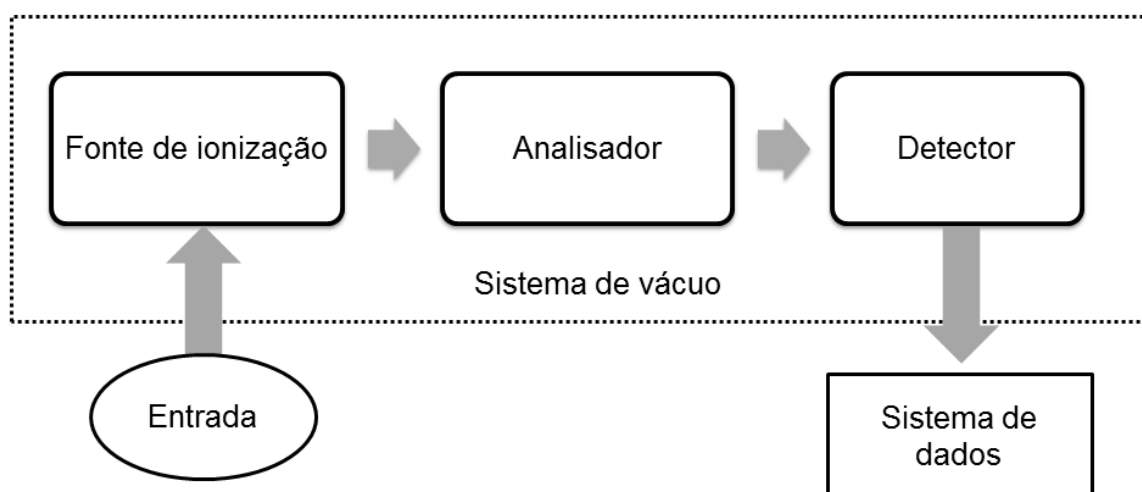 Fonte de ionização
Analisador
Detector
Sistema de vácuo
Entrada
Sistema de
dados